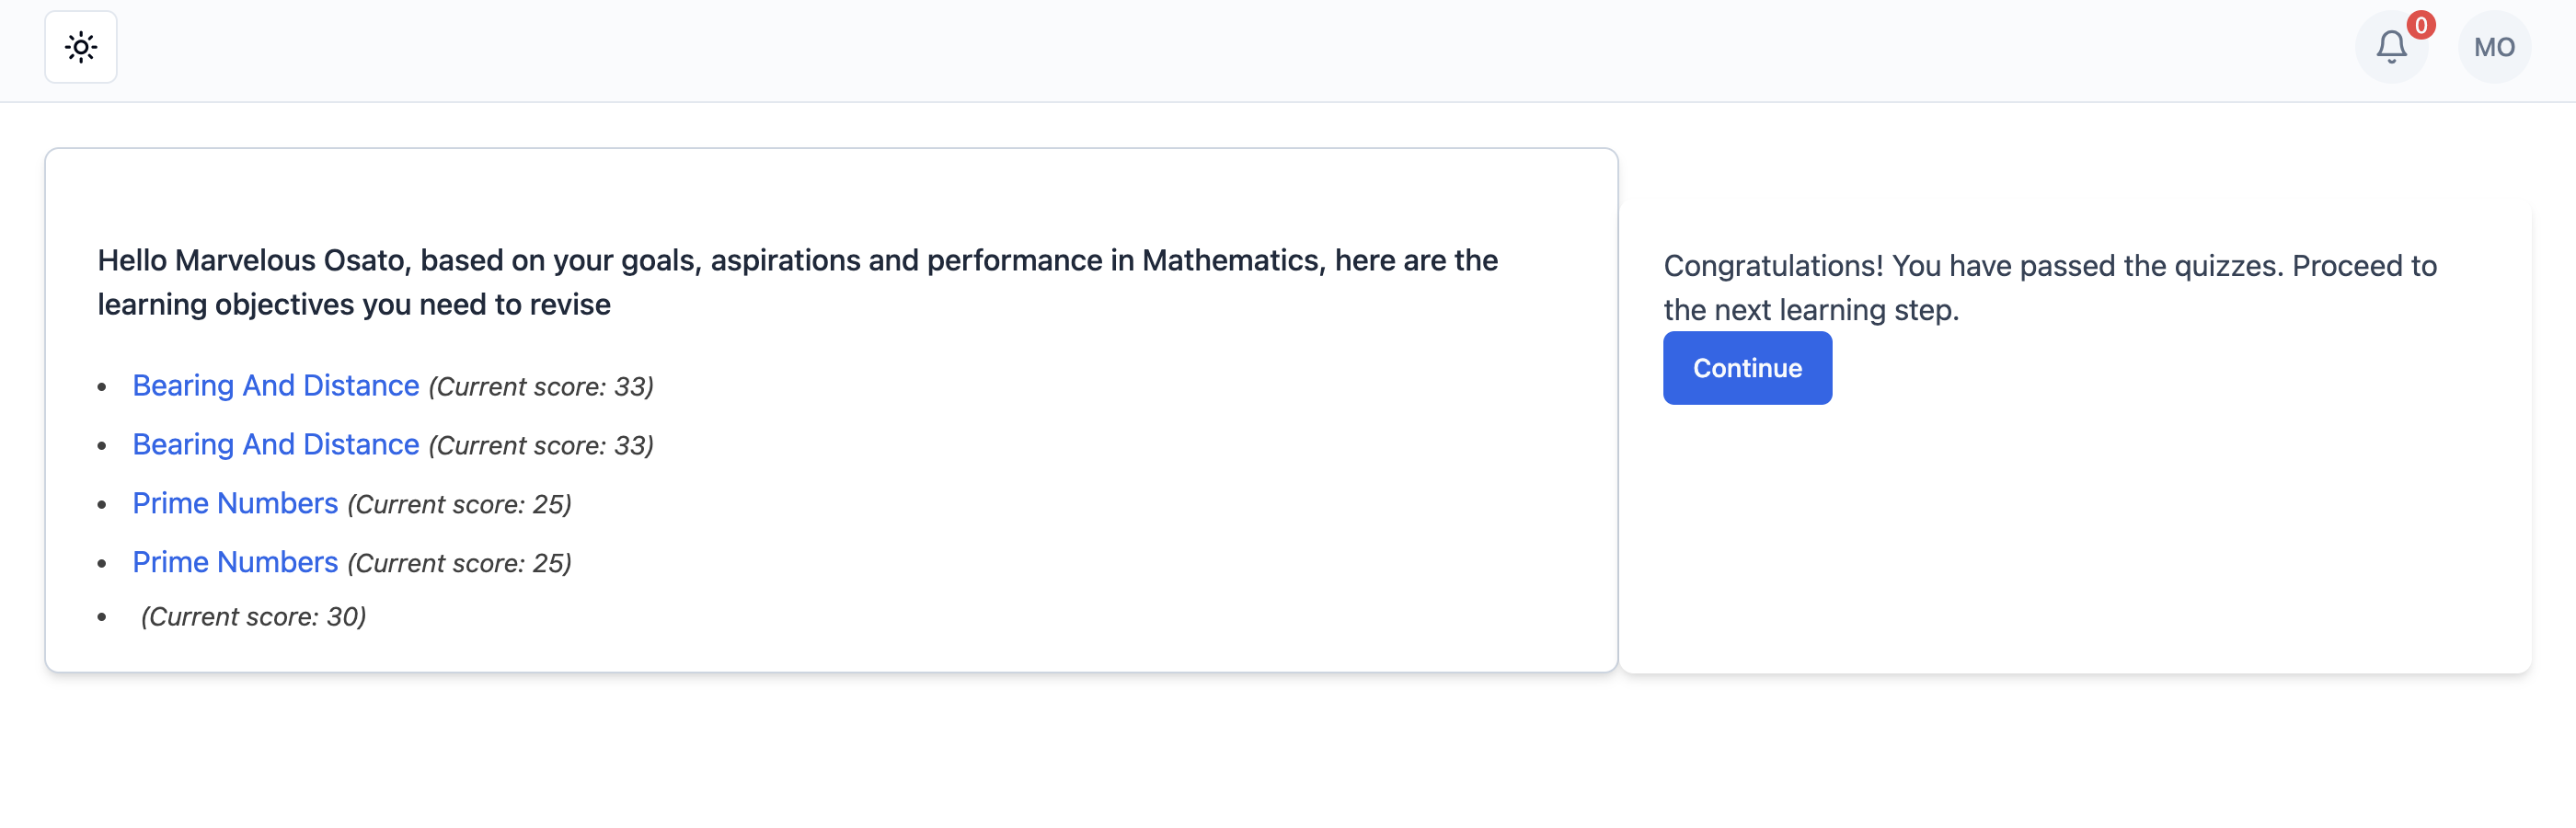 0
MO
Hello Marvelous Osato, based on your goals, aspirations and performance in Mathematics, here are the
learning objectives you need to revise
Bearing And Distance (Current score: 33)
Bearing And Distance (Current score: 33)
Prime Numbers (Current score: 25)
Prime Numbers (Current score: 25)
(Current score: 30)
Congratulations! You have passed the quizzes. Proceed to
the next learning step.
Continue